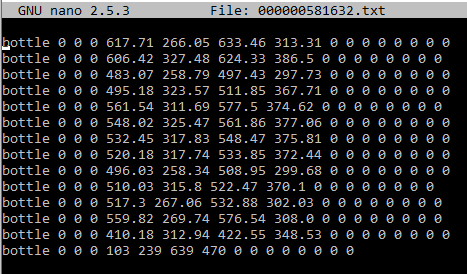 GNU nano 2.5.3 File: 000000581632.txt
bottle 0 0 0 617.71 266.05 633.46 313.31 0 0 0 0 0 0 0 0
bottle 0 0 0 606.42 327.48 624.33 386.5 0 0 0 0 0 0 0 0
bottle 0 0 0 483.07 258.79 497.43 297.73 0 0 0 0 0 0 0 0
bottle 0 0 0 495.18 323.57 511.85 367.71 0 0 0 0 0 0 0 0
bottle 0 0 0 561.54 311.69 577.5 374.62 0 0 0 0 0 0 0 0
bottle 0 0 0 548.02 325.47 561.86 377.06 0 0 0 0 0 0 0 0
bottle 0 0 0 532.45 317.83 548.47 375.81 0 0 0 0 0 0 0 0
bottle 0 0 0 520.18 317.74 533.85 372.44 0 0 0 0 0 0 0 0
bottle 0 0 0 496.03 258.34 508.95 299.68 0 0 0 0 0 0 0 0
bottle 0 0 0 510.03 315.8 522.47 370.1 0 0 0 0 0 0 0 0
bottle 0 0 0 517.3 267.06 532.88 302.03 0 0 0 0 0 0 0 0
bottle 0 0 0 559.82 269.74 576.54 308.0 0 0 0 0 0 0 0 0
bottle 0 0 0 410.18 312.94 422.55 348.53 0 0 0 0 0 0 0 0
bottle 0 0 0 103 239 639 470 0 0 0 0 0 0 0 0